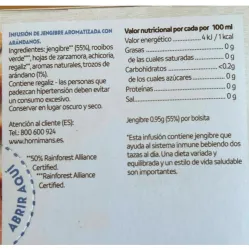 INFUSIÓN DE JENGIBRE AROMATIZADA CON
ARÁNDANOS.
Ingredientes: jengibre* (55%), rooibos
verde***, hojas de zarzamora, achicoria,
regaliz*, aromas naturales, trozos de
arándano (1%).
Contiene regaliz - las personas que
padezcan hipertensión deben evitar
un consumo excesivo.
Conservar en lugar oscuro y seco.
Atención al cliente (ES):
Tel: 800 600 924
www.hornimans.es
**50% Rainforest Alliance
Certified.
***Rainforest Alliance
Certified.
ABRIR AQUÍ
Valor nutricional por cada por 100 ml
Valor energético 4 kJ / 1 kcal
Grasas 0 g
de las cuales saturadas 0 g
Carbohidratos <0.2g
de los cuales azúcares 0 g
Proteínas 0 g
Sal 0 g
Jengibre 0.95g (55%) por bolsita
*Esta infusión contiene jengibre que
ayuda al sistema inmune bebiendo dos
tazas al día. Una dieta variada y
equilibrada y un estilo de vida saludable
son importantes.